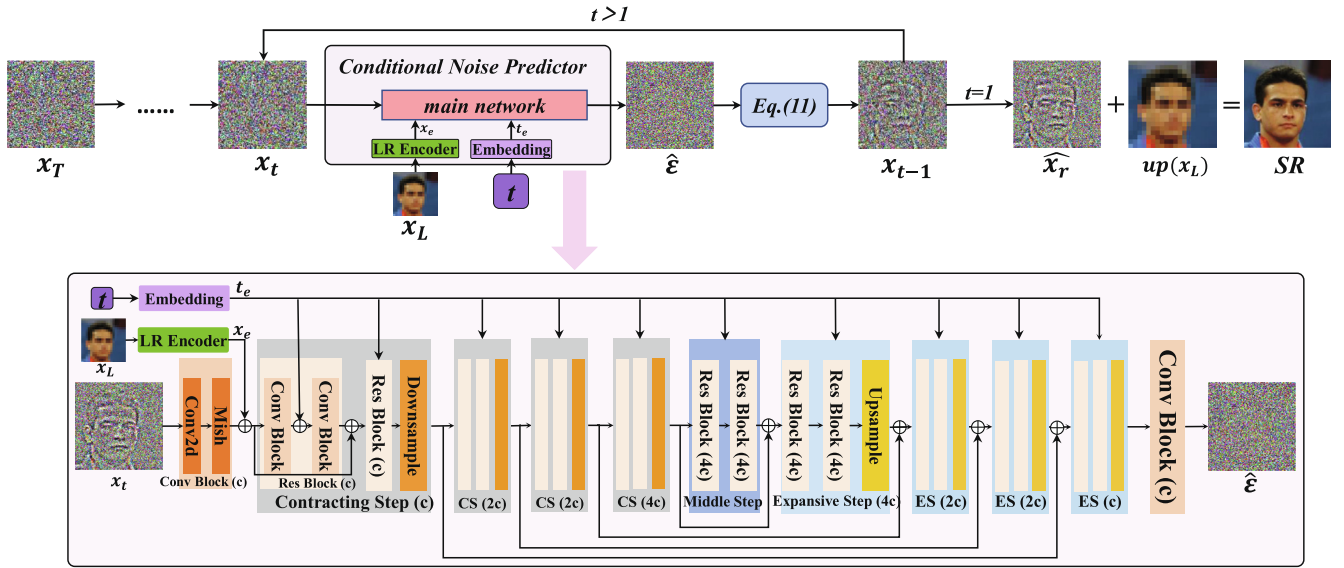 t > 1
Conditional Noise Predictor
main network
x_e
t_e
LR Encoder
Embedding
t
x_L
x_T
......
x_t
ε̂
Eq.(11)
x_{t−1}
t=1
x̂_r
+
up(x_L)
=
SR
t
Embedding
t_e
x_L
LR Encoder
x_e
x_t
Conv2d
Mish
Conv Block (c)
Conv Block
Conv Block
Res Block (c)
Res Block (c)
Downsample
Contracting Step (c)
CS (2c)
CS (2c)
CS (4c)
Res Block (4c)
Res Block (4c)
Middle Step
Res Block (4c)
Res Block (4c)
Upsample
Expansive Step (4c)
ES (2c)
ES (2c)
ES (c)
Conv Block (c)
ε̂